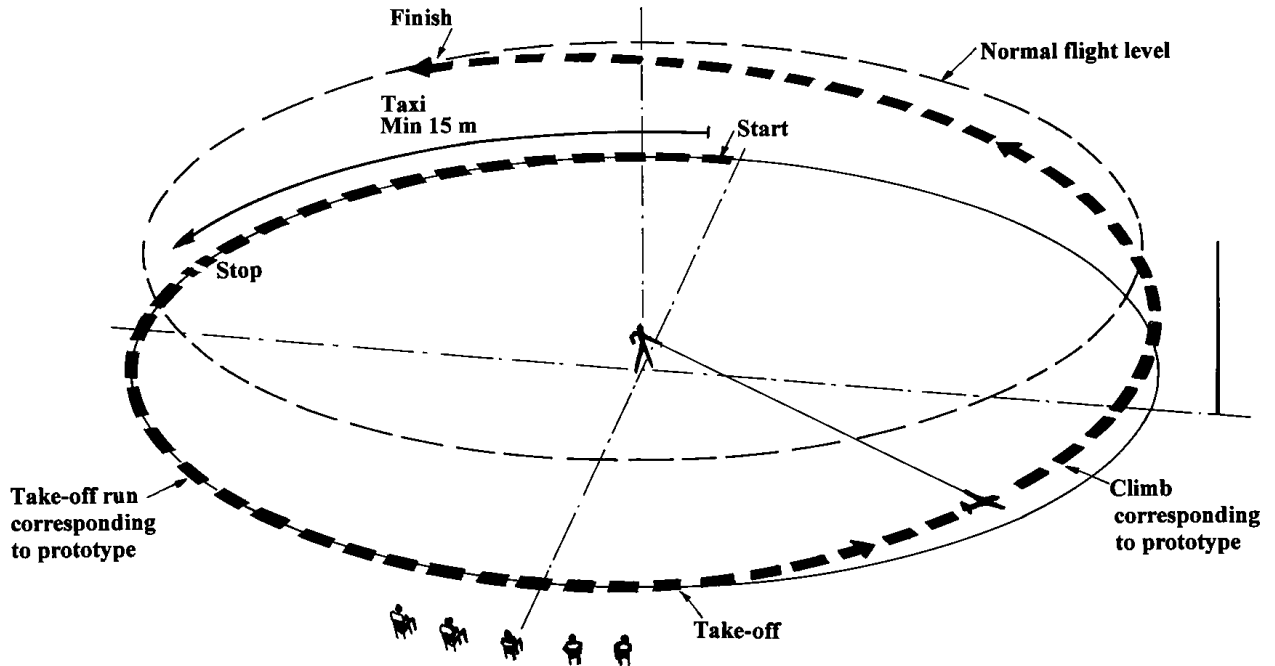 Finish
Normal flight level
Taxi
Min 15 m
Start
Stop
Take-off run
corresponding
to prototype
Climb
corresponding
to prototype
Take-off